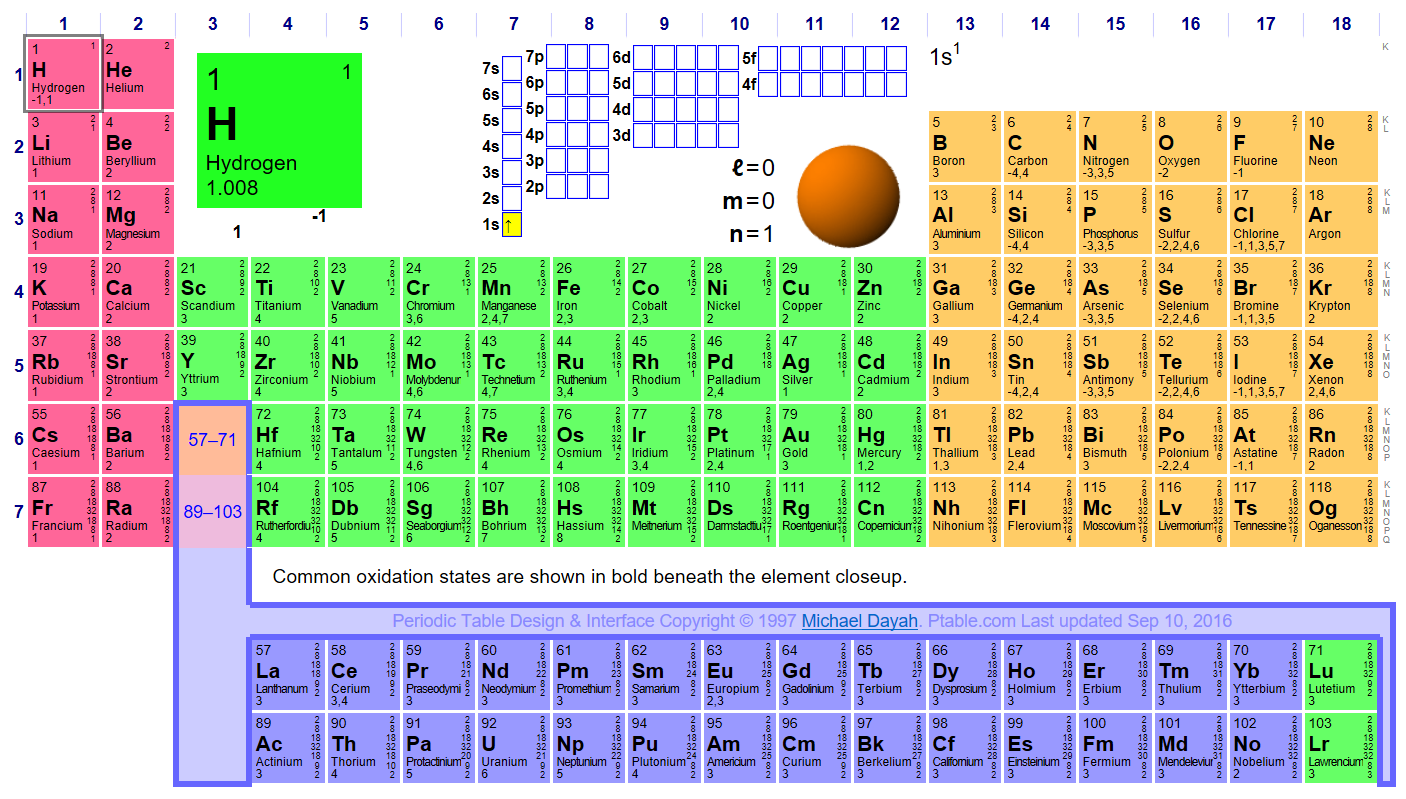 1 2 3 4 5 6 7 8 9 10 11 12 13 14 15 16 17 18
1 2
1 H He
Hydrogen Helium
-1,1
1 1
H
Hydrogen
1.008
1 -1
7s 6s 5s 4s 3s 2s 1s ↑
7p 6p 5p 4p 3p 2p
6d 5d 4d 3d
5f 4f
ℓ=0
m=0
n=1
1s1
K
3 4 5 6 7 8 9 10
2 Li Be B C N O F Ne
Lithium Beryllium Boron Carbon Nitrogen Oxygen Fluorine Neon
1 2 3 -4,4 -3,3,5 -2 -1
K L
11 12 13 14 15 16 17 18
3 Na Mg Al Si P S Cl Ar
Sodium Magnesium Aluminium Silicon Phosphorus Sulfur Chlorine Argon
1 2 3 -4,4 -3,3,5 -2,2,4,6 -1,1,3,5,7
K L M
19 20 21 22 23 24 25 26 27 28 29 30 31 32 33 34 35 36
4 K Ca Sc Ti V Cr Mn Fe Co Ni Cu Zn Ga Ge As Se Br Kr
Potassium Calcium Scandium Titanium Vanadium Chromium Manganese Iron Cobalt Nickel Copper Zinc Gallium Germanium Arsenic Selenium Bromine Krypton
1 2 3 4 5 3,6 2,4,7 2,3 2,3 2 2 2 3 -4,2,4 -3,3,5 -2,2,4,6 -1,1,3,5 2
K L M N
37 38 39 40 41 42 43 44 45 46 47 48 49 50 51 52 53 54
5 Rb Sr Y Zr Nb Mo Tc Ru Rh Pd Ag Cd In Sn Sb Te I Xe
Rubidium Strontium Yttrium Zirconium Niobium Molybdenur Technetium Ruthenium Rhodium Palladium Silver Cadmium Indium Tin Antimony Tellurium Iodine Xenon
1 2 3 4 5 4,6 4,7 3,4 3 2,4 1 2 3 -4,2,4 -3,3,5 -2,2,4,6 -1,1,3,5,7 2,4,6
K L M N O
55 56 72 73 74 75 76 77 78 79 80 81 82 83 84 85 86
6 Cs Ba 57–71 Hf Ta W Re Os Ir Pt Au Hg Tl Pb Bi Po At Rn
Caesium Barium Hafnium Tantalum Tungsten Rhenium Osmium Iridium Platinum Gold Mercury Thallium Lead Bismuth Polonium Astatine Radon
1 2 4 5 4,6 4 4 3,4 2,4 3 1,2 1,3 2,4 3 -2,2,4 -1,1 2
K L M N O P
87 88 104 105 106 107 108 109 110 111 112 113 114 115 116 117 118
7 Fr Ra 89–103 Rf Db Sg Bh Hs Mt Ds Rg Cn Nh Fl Mc Lv Ts Og
Francium Radium Rutherfordiu Dubnium Seaborgium Bohrium Hassium Meitnerium Darmstadtiu Roentgeniur Coperniciur Nihonium Flerovium Moscovium Livermoriur Tennessine Oganesson
1 2 4 5 6 7 8
K L M N O P Q
Common oxidation states are shown in bold beneath the element closeup.
Periodic Table Design & Interface Copyright © 1997 Michael Dayah. Ptable.com Last updated Sep 10, 2016
57 58 59 60 61 62 63 64 65 66 67 68 69 70 71
La Ce Pr Nd Pm Sm Eu Gd Tb Dy Ho Er Tm Yb Lu
Lanthanum Cerium Praseodymi Neodymium Promethium Samarium Europium Gadolinium Terbium Dysprosium Holmium Erbium Thulium Ytterbium Lutetium
3 3,4 3 3 3 3 2,3 3 3 3 3 3 3 3 3
89 90 91 92 93 94 95 96 97 98 99 100 101 102 103
Ac Th Pa U Np Pu Am Cm Bk Cf Es Fm Md No Lr
Actinium Thorium Protactinium Uranium Neptunium Plutonium Americium Curium Berkelium Californium Einsteinium Fermium Mendeleviur Nobelium Lawrencium
3 4 5 6 5 4 3 3 3 3 3 3 3 2 3